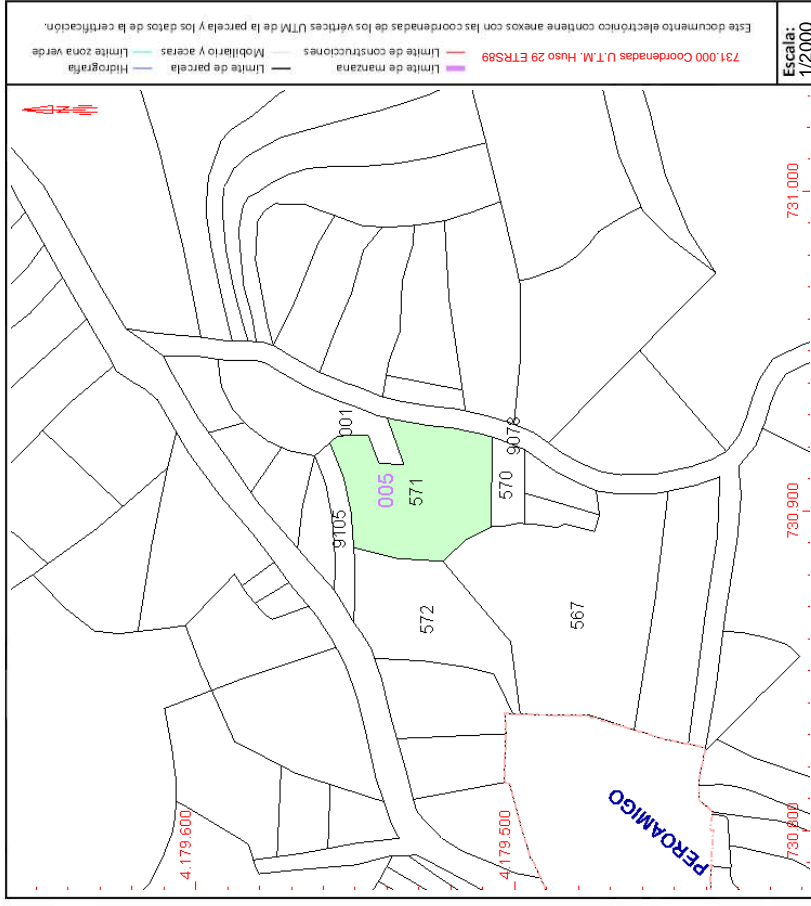 Este documento electrónico contiene anexos con las coordenadas de los vértices UTM de la parcela y los datos de la certificación.
731.000 Coordenadas U.T.M. Huso 29 ETRS89
Límite de manzana
Límite de parcela
Hidrografía
Límite de construcciones
Mobiliario y aceras
Límite zona verde
Escala:
1/2000
731.000
730.900
730.800
4.179.600
4.179.500
001
005
571
9105
9078
570
572
567
PEROAMIGO